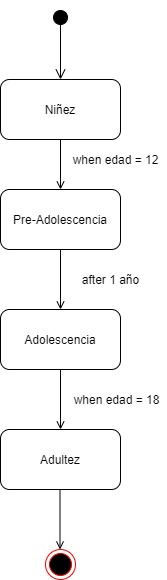 Niñez
when edad = 12
Pre-Adolescencia
after 1 año
Adolescencia
when edad = 18
Adultez